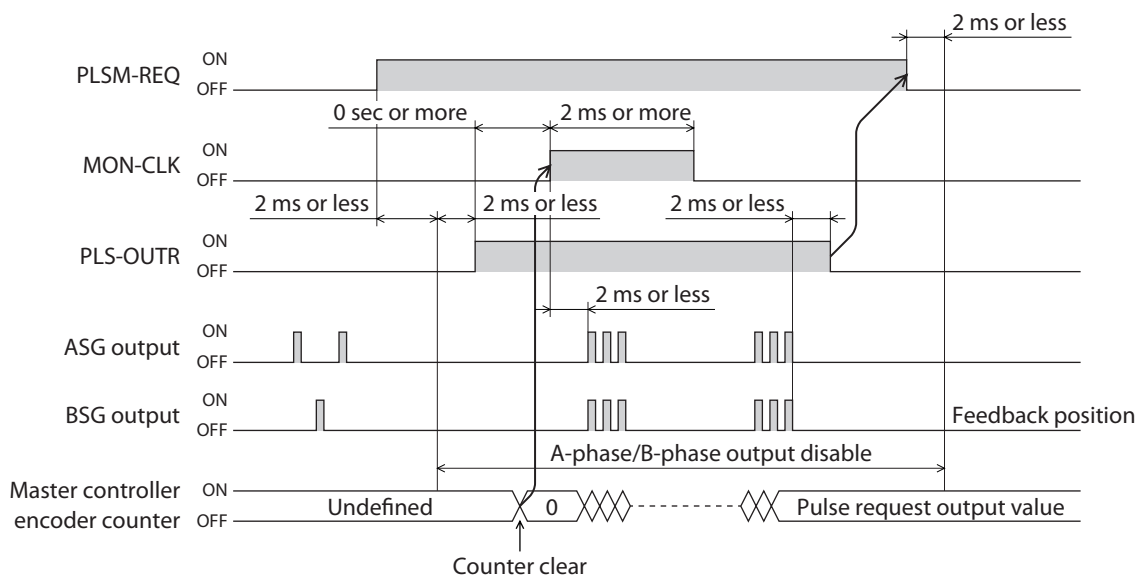 2 ms or less
PLSM-REQ
ON
OFF
0 sec or more
2 ms or more
MON-CLK
ON
OFF
2 ms or less
2 ms or less
2 ms or less
PLS-OUTR
ON
OFF
2 ms or less
ASG output
ON
OFF
BSG output
ON
OFF
Feedback position
A-phase/B-phase output disable
Master controller
encoder counter
ON
OFF
Undefined
0
Pulse request output value
Counter clear